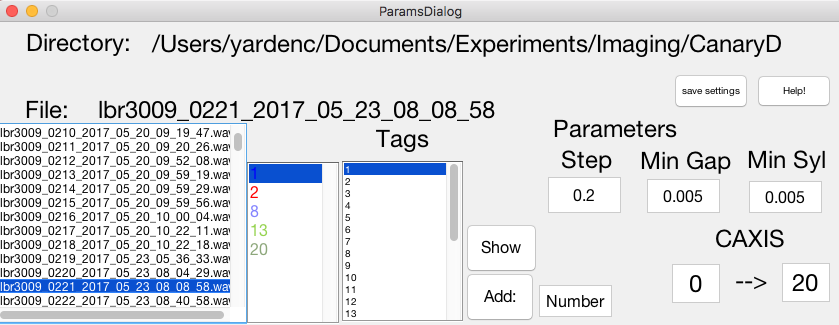 ParamsDialog
Directory: /Users/yardenc/Documents/Experiments/Imaging/CanaryD
save settings
Help!
File: lbr3009_0221_2017_05_23_08_08_58
Tags
Parameters
Step
Min Gap
Min Syl
0.2
0.005
0.005
lbr3009_0210_2017_05_20_09_19_47.wav
lbr3009_0211_2017_05_20_09_20_26.wav
lbr3009_0212_2017_05_20_09_52_08.wav
lbr3009_0213_2017_05_20_09_59_19.wav
lbr3009_0214_2017_05_20_09_59_29.wav
lbr3009_0215_2017_05_20_09_59_56.wav
lbr3009_0216_2017_05_20_10_00_04.wav
lbr3009_0217_2017_05_20_10_22_11.wav
lbr3009_0218_2017_05_20_10_22_18.wav
lbr3009_0219_2017_05_23_05_36_33.wav
lbr3009_0220_2017_05_23_08_04_29.wav
lbr3009_0221_2017_05_23_08_08_58.wav
lbr3009_0222_2017_05_23_08_40_58.wav
1
2
8
13
20
1
2
3
4
5
6
7
8
9
10
11
12
13
Show
Add:
Number
CAXIS
0 --> 20